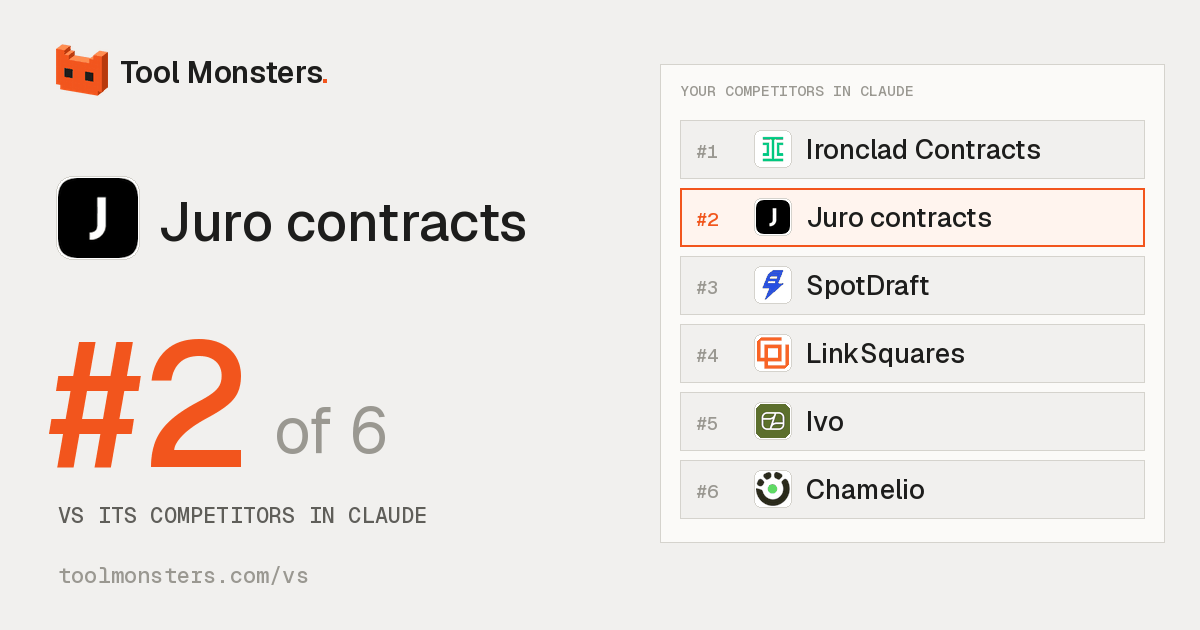 Tool Monsters.
J
Juro contracts
#2 of 6
VS ITS COMPETITORS IN CLAUDE
toolmonsters.com/vs
YOUR COMPETITORS IN CLAUDE
#1 Ironclad Contracts
#2 J Juro contracts
#3 SpotDraft
#4 LinkSquares
#5 Ivo
#6 Chamelio